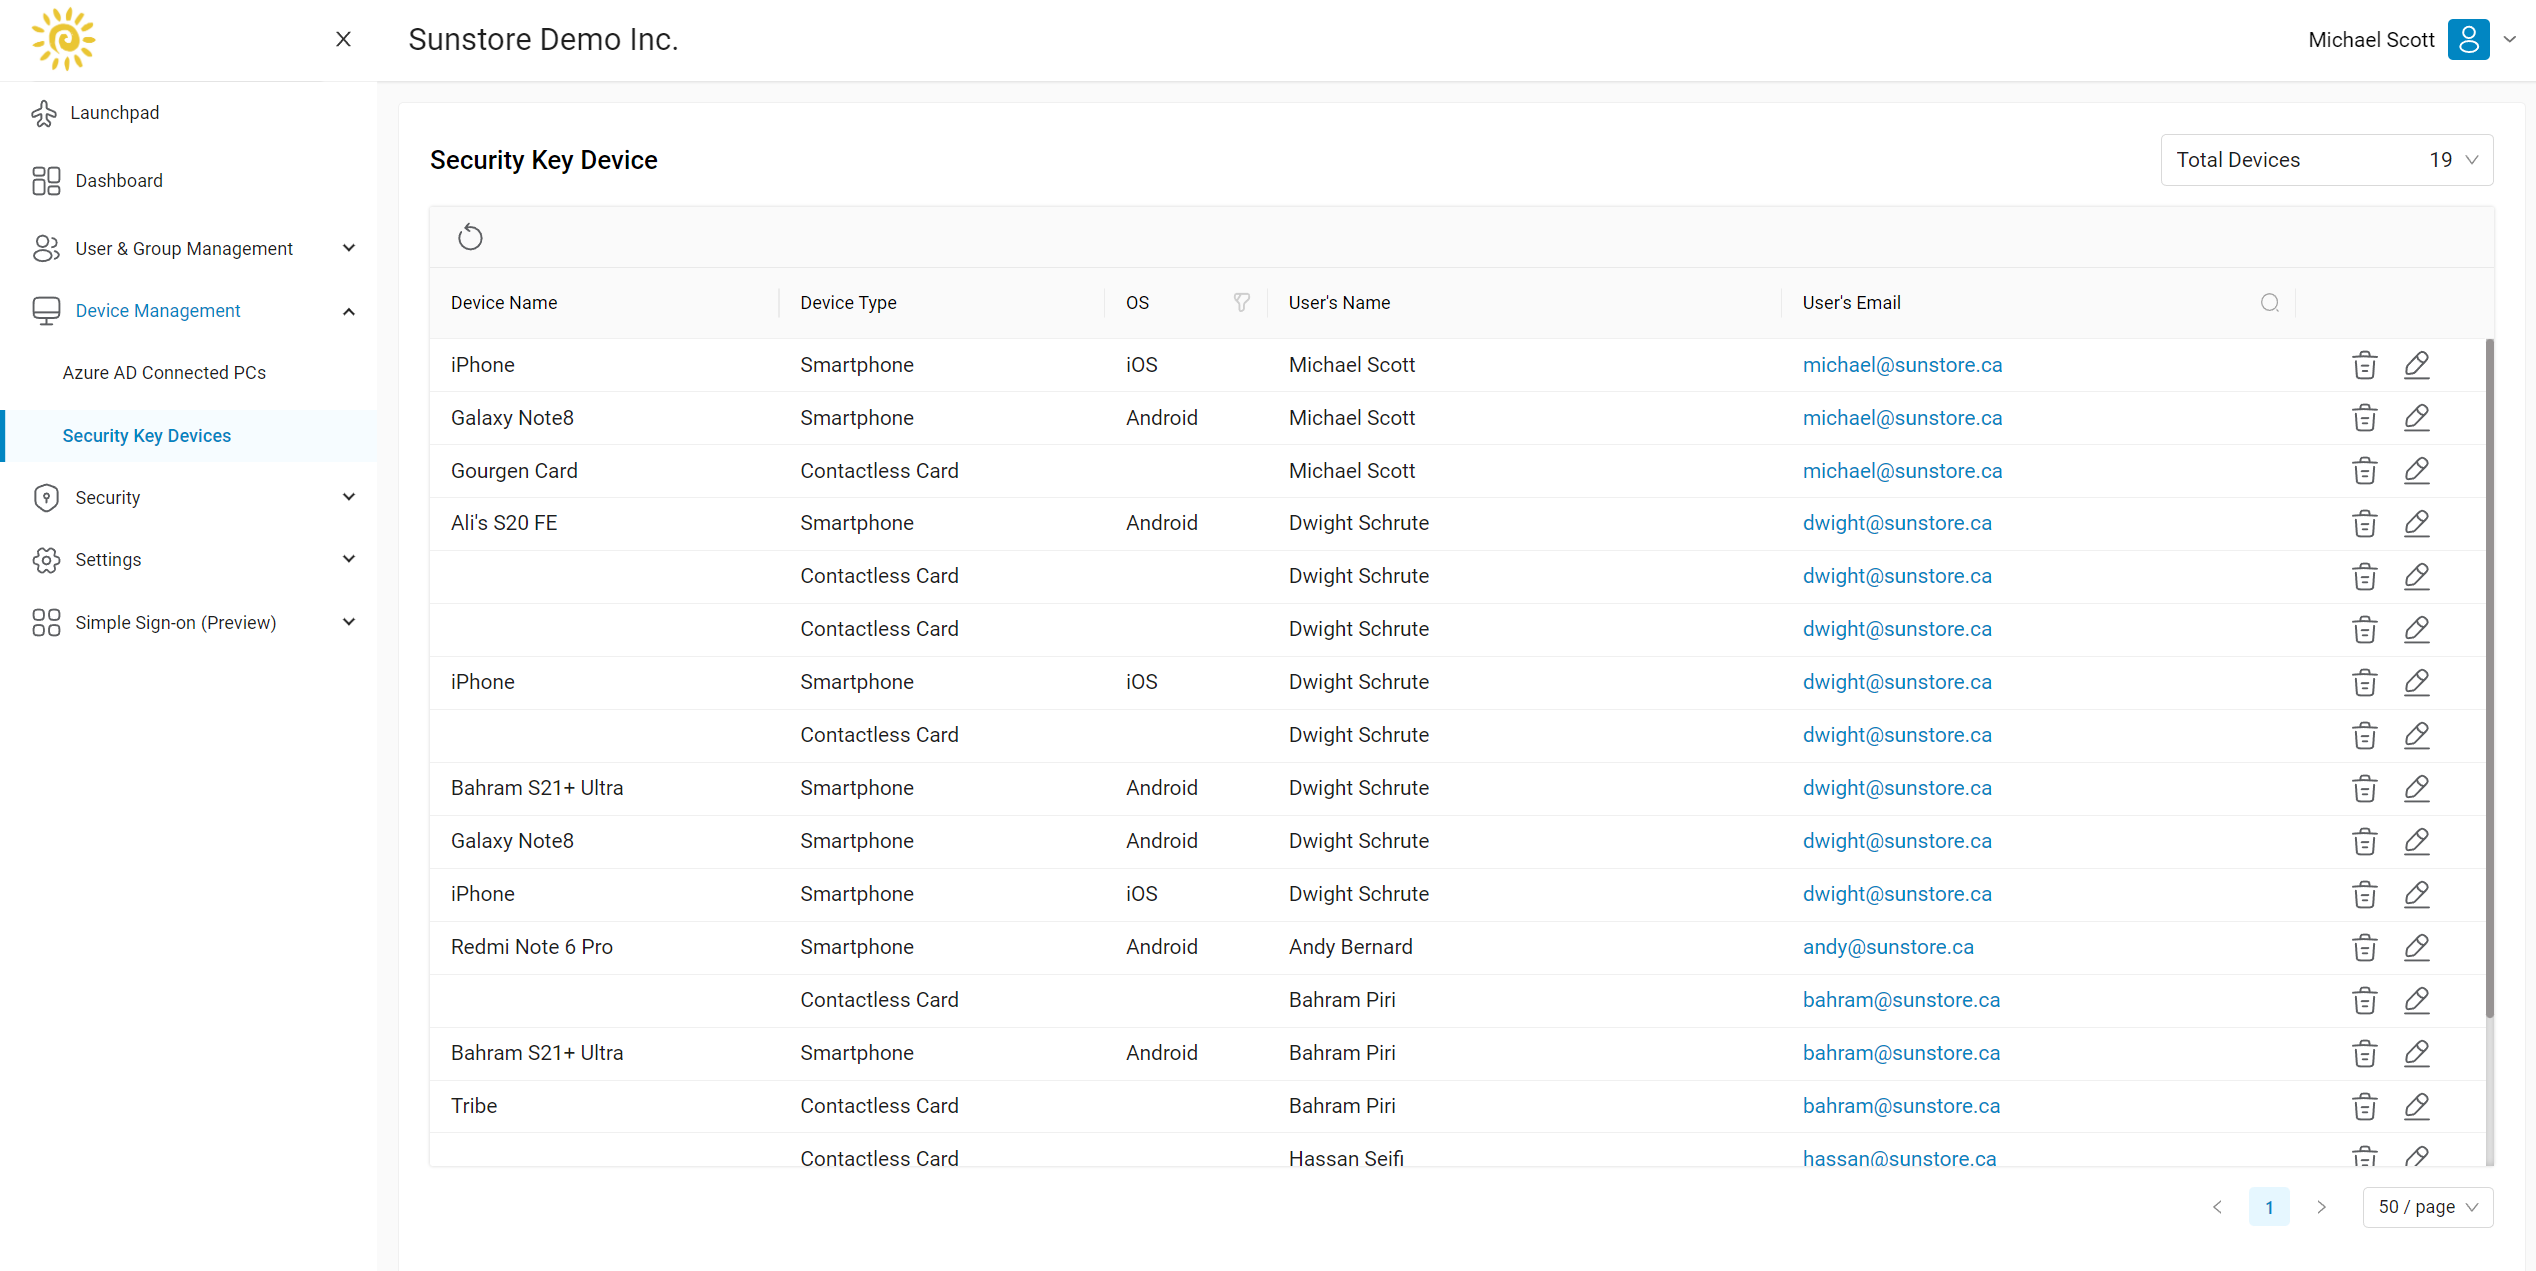 Sunstore Demo Inc.
Michael Scott
Launchpad
Dashboard
User & Group Management
Device Management
Azure AD Connected PCs
Security Key Devices
Security
Settings
Simple Sign-on (Preview)
Security Key Device
Total Devices 19
Device Name Device Type OS User's Name User's Email
iPhone Smartphone iOS Michael Scott michael@sunstore.ca
Galaxy Note8 Smartphone Android Michael Scott michael@sunstore.ca
Gourgen Card Contactless Card Michael Scott michael@sunstore.ca
Ali's S20 FE Smartphone Android Dwight Schrute dwight@sunstore.ca
Contactless Card Dwight Schrute dwight@sunstore.ca
Contactless Card Dwight Schrute dwight@sunstore.ca
iPhone Smartphone iOS Dwight Schrute dwight@sunstore.ca
Contactless Card Dwight Schrute dwight@sunstore.ca
Bahram S21+ Ultra Smartphone Android Dwight Schrute dwight@sunstore.ca
Galaxy Note8 Smartphone Android Dwight Schrute dwight@sunstore.ca
iPhone Smartphone iOS Dwight Schrute dwight@sunstore.ca
Redmi Note 6 Pro Smartphone Android Andy Bernard andy@sunstore.ca
Contactless Card Bahram Piri bahram@sunstore.ca
Bahram S21+ Ultra Smartphone Android Bahram Piri bahram@sunstore.ca
Tribe Contactless Card Bahram Piri bahram@sunstore.ca
Contactless Card Hassan Seifi hassan@sunstore.ca
1
50 / page